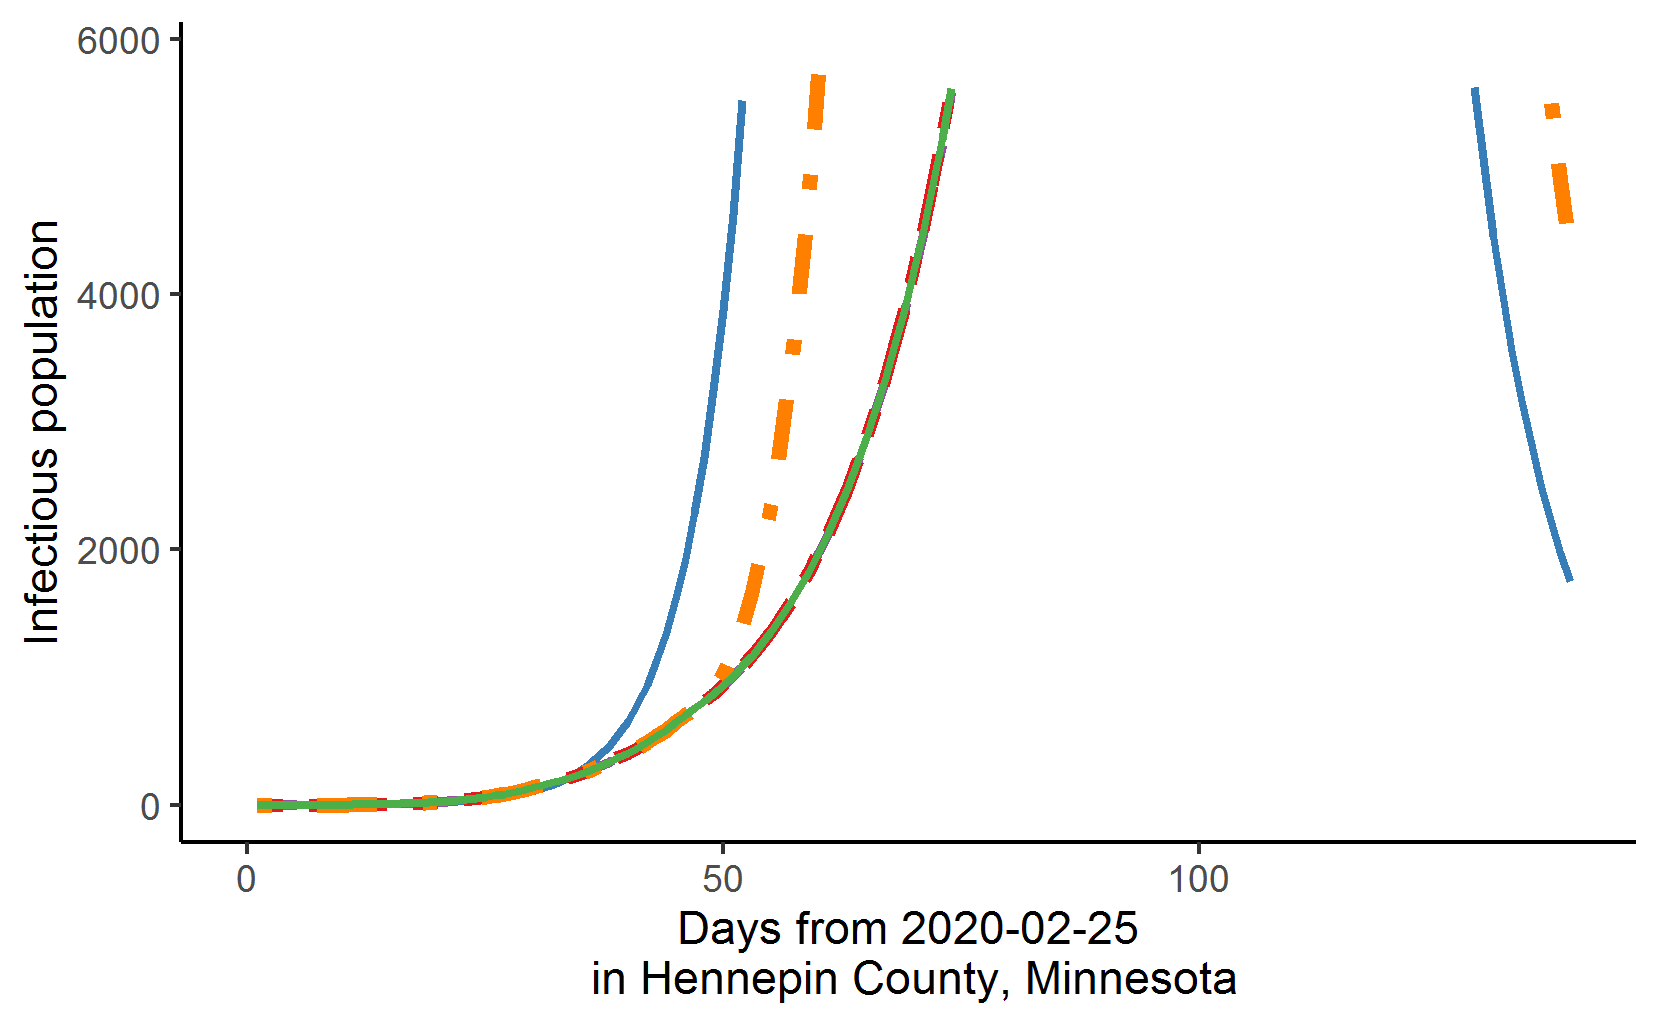 Infectious population
6000
4000
2000
0
0 50 100
Days from 2020-02-25
in Hennepin County, Minnesota